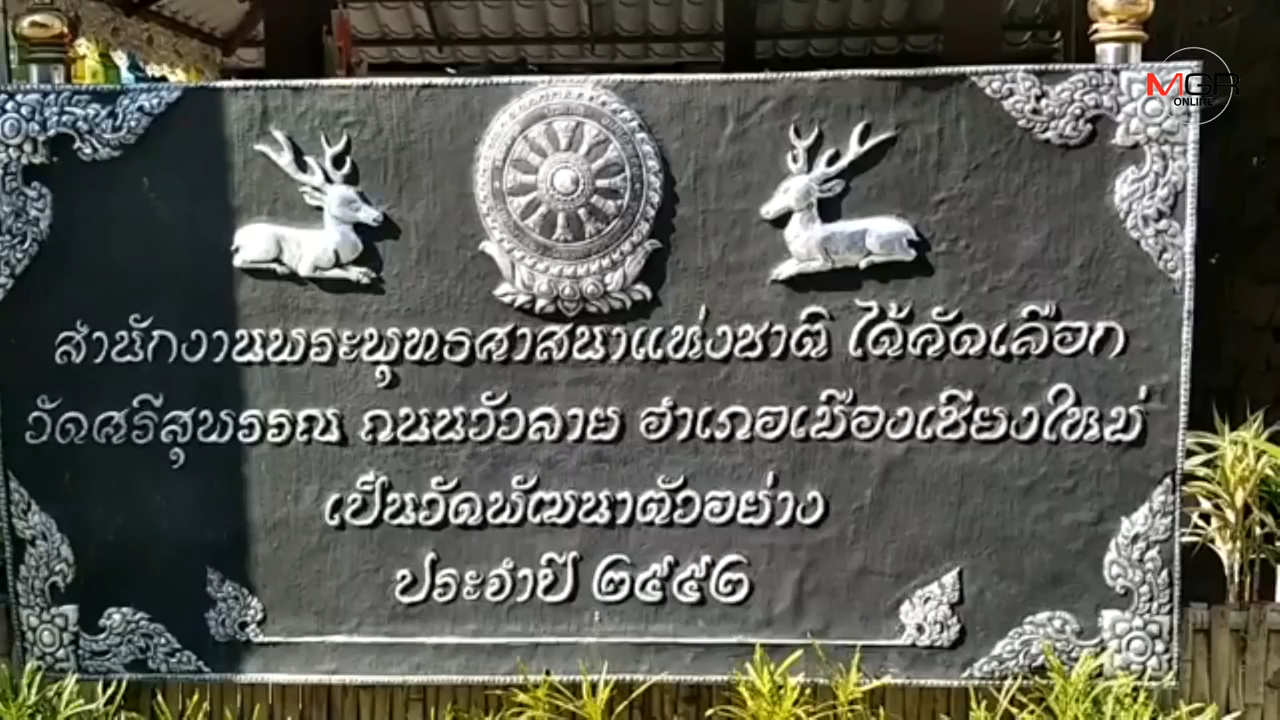 MGR
ONLINE
สำนักงานพระพุทธศาสนาแห่งชาติ ได้คัดเลือก
วัดศรีสุพรรณ ถนนวัวลาย อำเภอเมืองเชียงใหม่
เป็นวัดพัฒนาตัวอย่าง
ประจำปี ๒๕๕๒